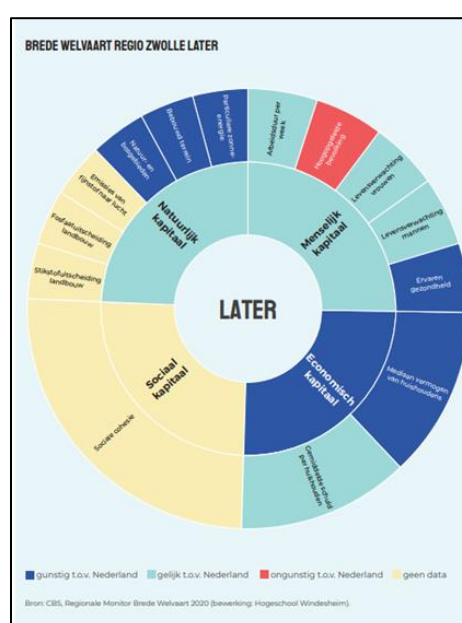 BREDE WELVAART REGIO ZWOLLE LATER
Natuur- en
bosgebieden
Bebouwd terrein
Particuliere zonne-
energie
Arbeidsduur per
week
Hoogopgeleide
bevolking
Levensverwachting
vrouwen
Levensverwachting
mannen
Ervaren
gezondheid
Mediaan vermogen
van huishoudens
Gemiddelde schuld
per huishouden
Sociale cohesie
Stikstofuitscheiding
landbouw
Fosfaatuitscheiding
landbouw
Emissies van
fijnstof naar lucht
Natuurlijk
kapitaal
Menselijk
kapitaal
Economisch
kapitaal
Sociaal
kapitaal
LATER
gunstig t.o.v. Nederland
gelijk t.o.v. Nederland
ongunstig t.o.v. Nederland
geen data
Bron: CBS, Regionale Monitor Brede Welvaart 2020 (bewerking: Hogeschool Windesheim).